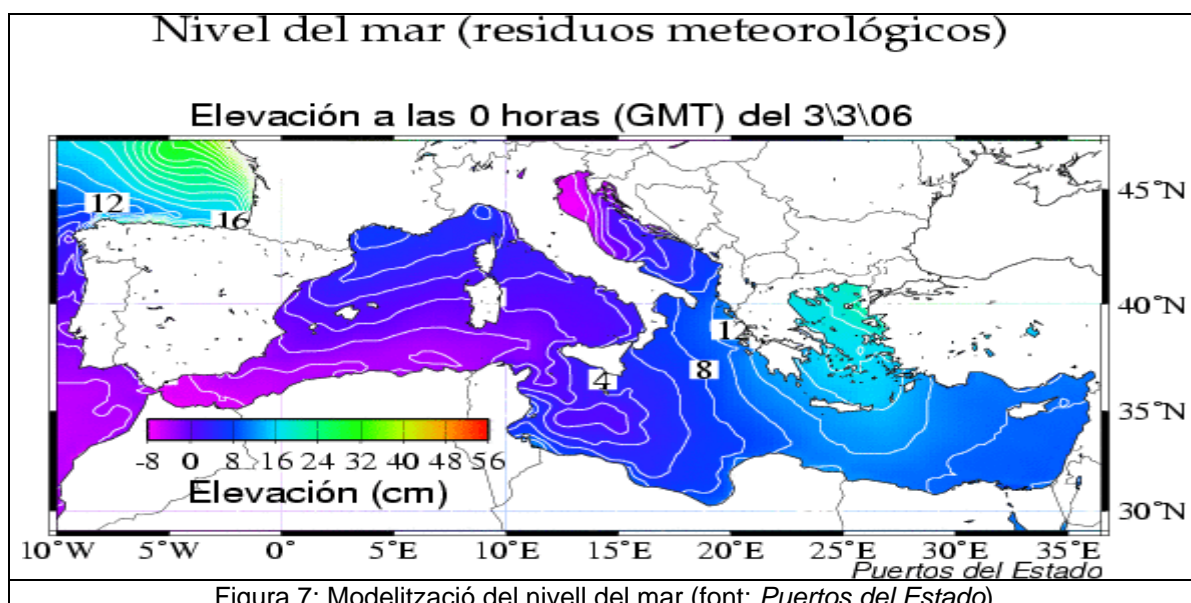 Nivel del mar (residuos meteorológicos)
Elevación a las 0 horas (GMT) del 3\3\06
12
16
45°N
40°N
12
8
4
35°N
-8 0 8 16 24 32 40 48 56
Elevación (cm)
30°N
10°W 5°W 0° 5°E 10°E 15°E 20°E 25°E 30°E 35°E
Puertos del Estado
Figura 7: Modelització del nivell del mar (font: Puertos del Estado)